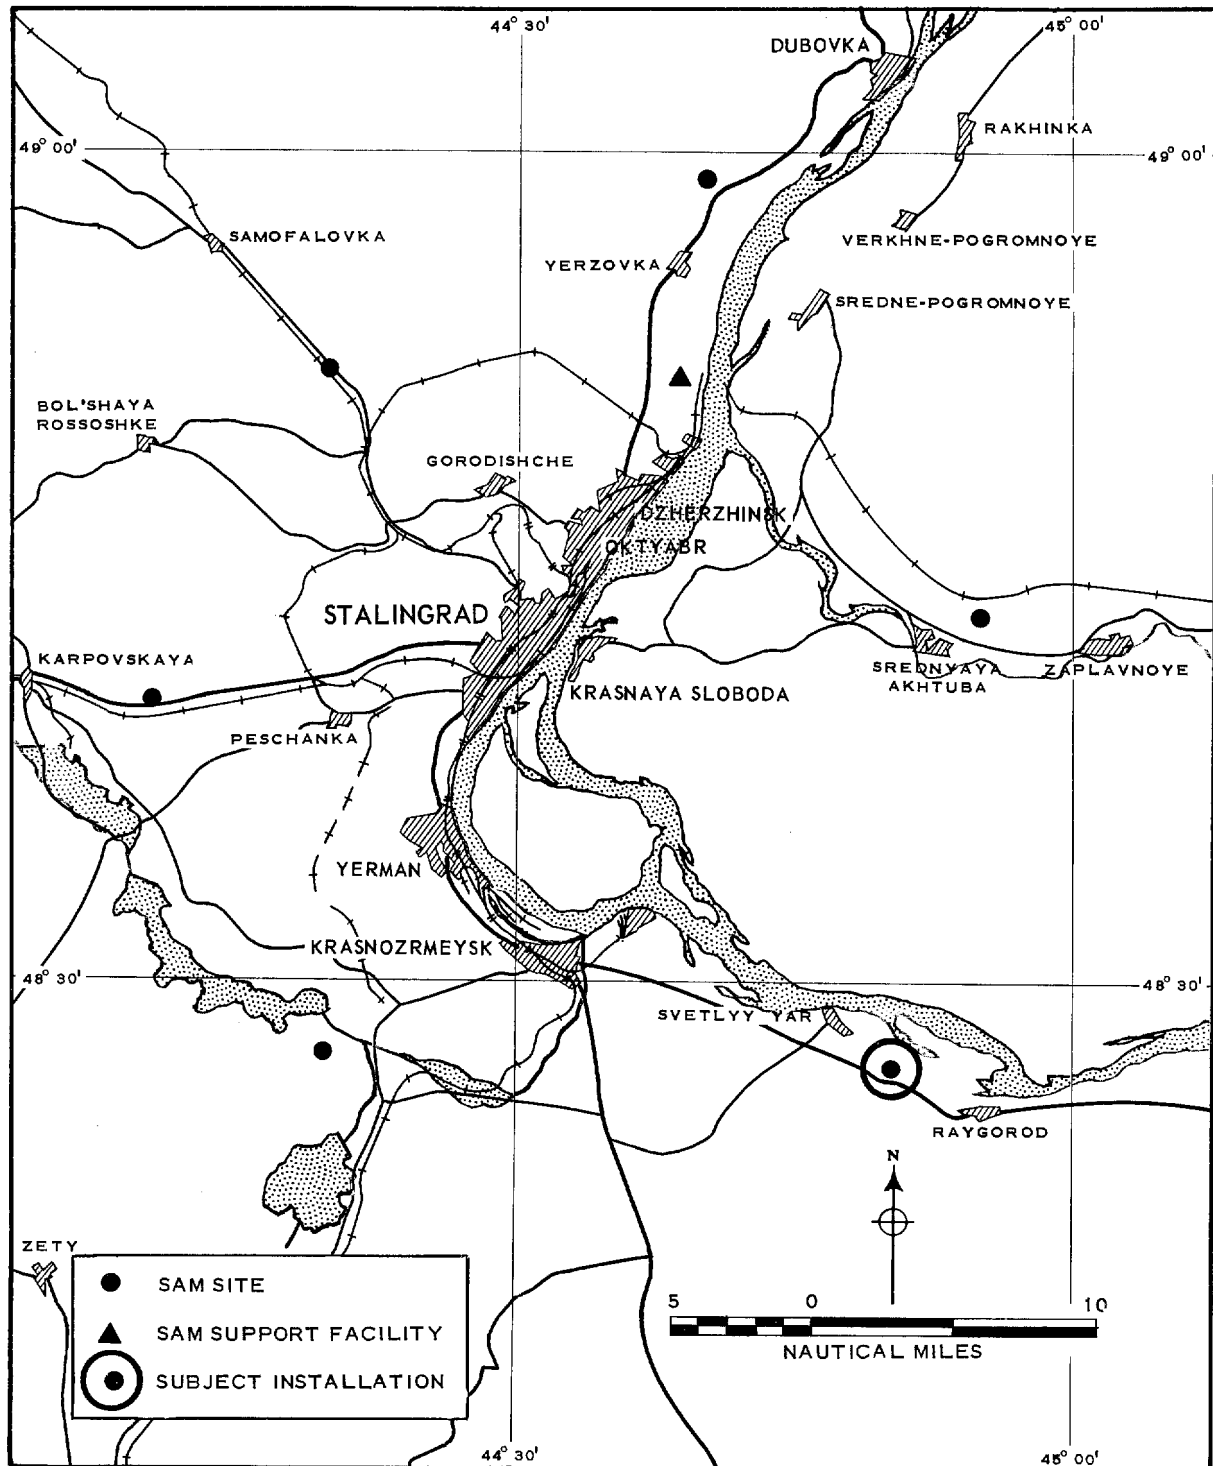 44° 30'
45° 00'
DUBOVKA
RAKHINKA
49° 00'
49° 00'
SAMOFALOVKA
VERKHNE-POGROMNOYE
YERZOVKA
SREDNE-POGROMNOYE
BOL'SHAYA
ROSSOSHKE
GORODISHCHE
DZHERZHINSK
OKTYABR
STALINGRAD
KARPOVSKAYA
SREDNYAYA
AKHTUBA
ZAPLAVNOYE
KRASNAYA SLOBODA
PESCHANKA
YERMAN
KRASNOZRMEYSK
48° 30'
48° 30'
SVETLYY YAR
RAYGOROD
N
ZETY
SAM SITE
SAM SUPPORT FACILITY
SUBJECT INSTALLATION
5 0 10
NAUTICAL MILES
44° 30'
45° 00'